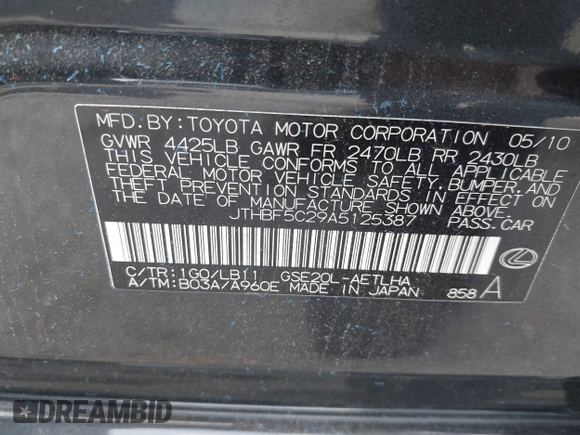 MFD. BY: TOYOTA MOTOR CORPORATION 05/10
GVWR 4425LB GAWR FR 2470LB RR 2430LB
THIS VEHICLE CONFORMS TO ALL APPLICABLE
FEDERAL MOTOR VEHICLE SAFETY, BUMPER, AND
THEFT PREVENTION STANDARDS IN EFFECT ON
THE DATE OF MANUFACTURE SHOWN ABOVE.
JTHBF5C29A5125387 PASS. CAR
C/TR: 1G0/LB11 GSE20L-AETLHA
A/TM: B03A/A960E MADE IN JAPAN 858 A
DREAMBID